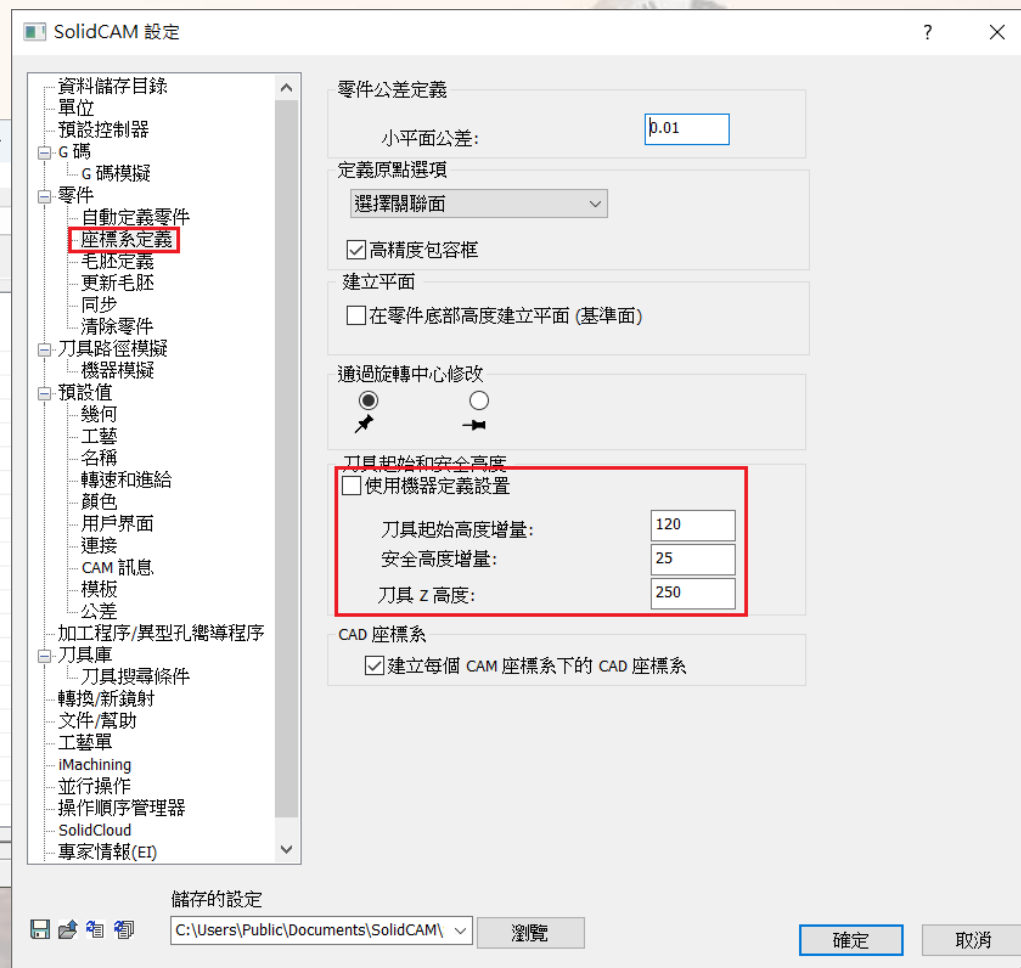 SolidCAM 設定
?
資料儲存目錄
單位
預設控制器
G 碼
G 碼模擬
零件
自動定義零件
座標系定義
毛胚定義
更新毛胚
同步
清除零件
刀具路徑模擬
機器模擬
預設值
幾何
工藝
名稱
轉速和進給
顏色
用戶界面
連接
CAM 訊息
模板
公差
加工程序/異型孔嚮導程序
刀具庫
刀具搜尋條件
轉換/新鏡射
文件/幫助
工藝單
iMachining
並行操作
操作順序管理器
SolidCloud
專家情報(EI)
零件公差定義
小平面公差:
0.01
定義原點選項
選擇關聯面
高精度包容框
建立平面
在零件底部高度建立平面 (基準面)
通過旋轉中心修改
刀具起始和安全高度
使用機器定義設置
刀具起始高度增量:
120
安全高度增量:
25
刀具 Z 高度:
250
CAD 座標系
建立每個 CAM 座標系下的 CAD 座標系
儲存的設定
C:\Users\Public\Documents\SolidCAM\
瀏覽
確定
取消